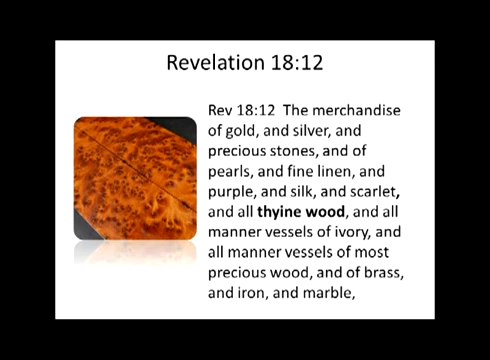 Revelation 18:12
Rev 18:12  The merchandise
of gold, and silver, and
precious stones, and of
pearls, and fine linen, and
purple, and silk, and scarlet,
and all thyine wood, and all
manner vessels of ivory, and
all manner vessels of most
precious wood, and of brass,
and iron, and marble,